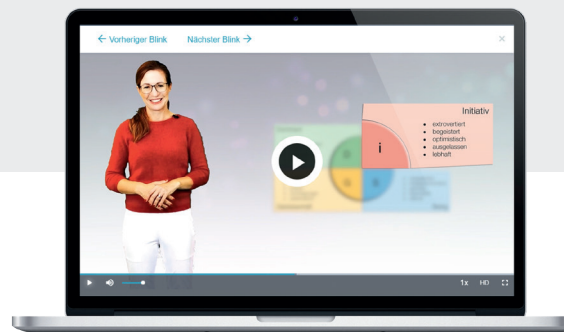 ← Vorheriger Blink Nächster Blink →
×
Initiativ
• extrovertiert
• begeistert
• optimistisch
• ausgelassen
• lebhaft
i
1x HD